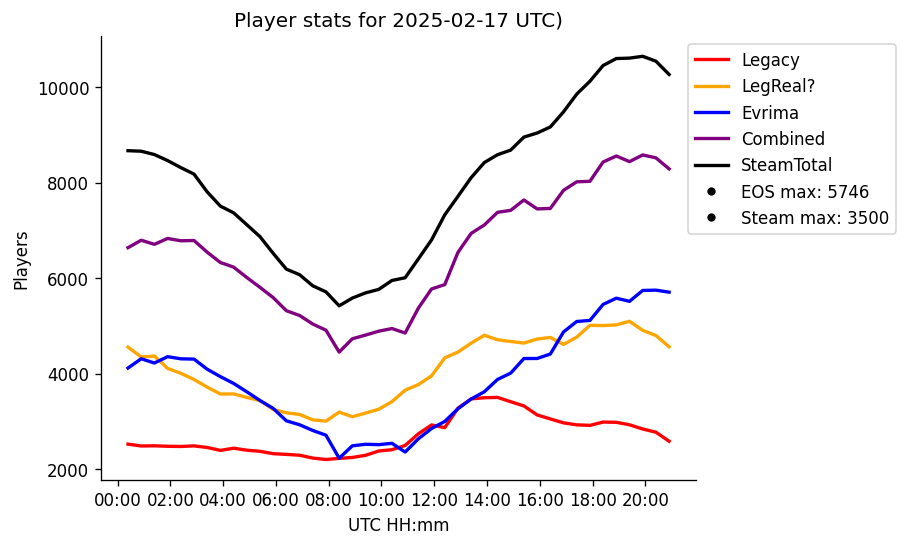 Player stats for 2025-02-17 UTC)
Legacy
LegReal?
Evrima
Combined
SteamTotal
EOS max: 5746
Steam max: 3500
Players
10000
8000
6000
4000
2000
00:00 02:00 04:00 06:00 08:00 10:00 12:00 14:00 16:00 18:00 20:00
UTC HH:mm